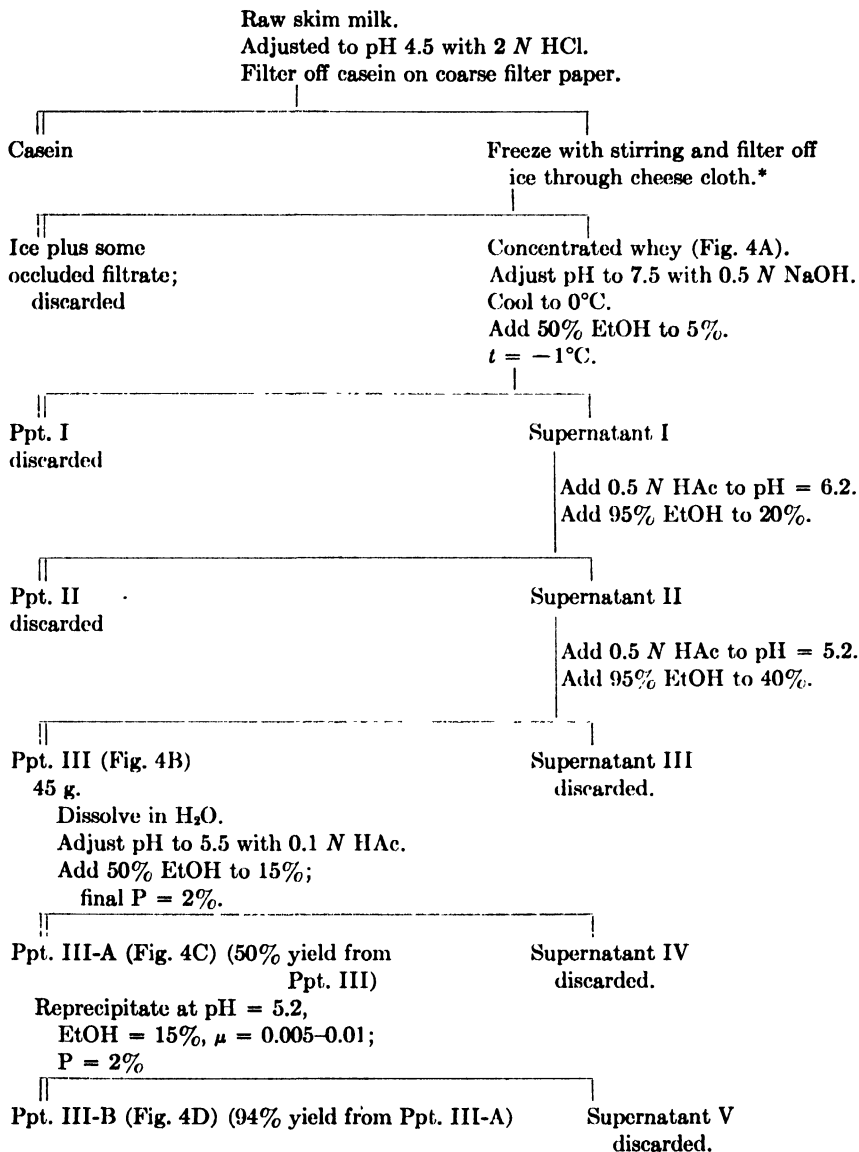 Raw skim milk.
Adjusted to pH 4.5 with 2 N HCl.
Filter off casein on coarse filter paper.
Casein
Freeze with stirring and filter off
ice through cheese cloth.*
Ice plus some
occluded filtrate;
discarded
Concentrated whey (Fig. 4A).
Adjust pH to 7.5 with 0.5 N NaOH.
Cool to 0°C.
Add 50% EtOH to 5%.
t = −1°C.
Ppt. I
discarded
Supernatant I
Add 0.5 N HAc to pH = 6.2.
Add 95% EtOH to 20%.
Ppt. II
discarded
Supernatant II
Add 0.5 N HAc to pH = 5.2.
Add 95% EtOH to 40%.
Ppt. III (Fig. 4B)
45 g.
Dissolve in H₂O.
Adjust pH to 5.5 with 0.1 N HAc.
Add 50% EtOH to 15%;
final P = 2%.
Supernatant III
discarded.
Ppt. III-A (Fig. 4C) (50% yield from
Ppt. III)
Reprecipitate at pH = 5.2,
EtOH = 15%, μ = 0.005–0.01;
P = 2%
Supernatant IV
discarded.
Ppt. III-B (Fig. 4D) (94% yield from Ppt. III-A)
Supernatant V
discarded.